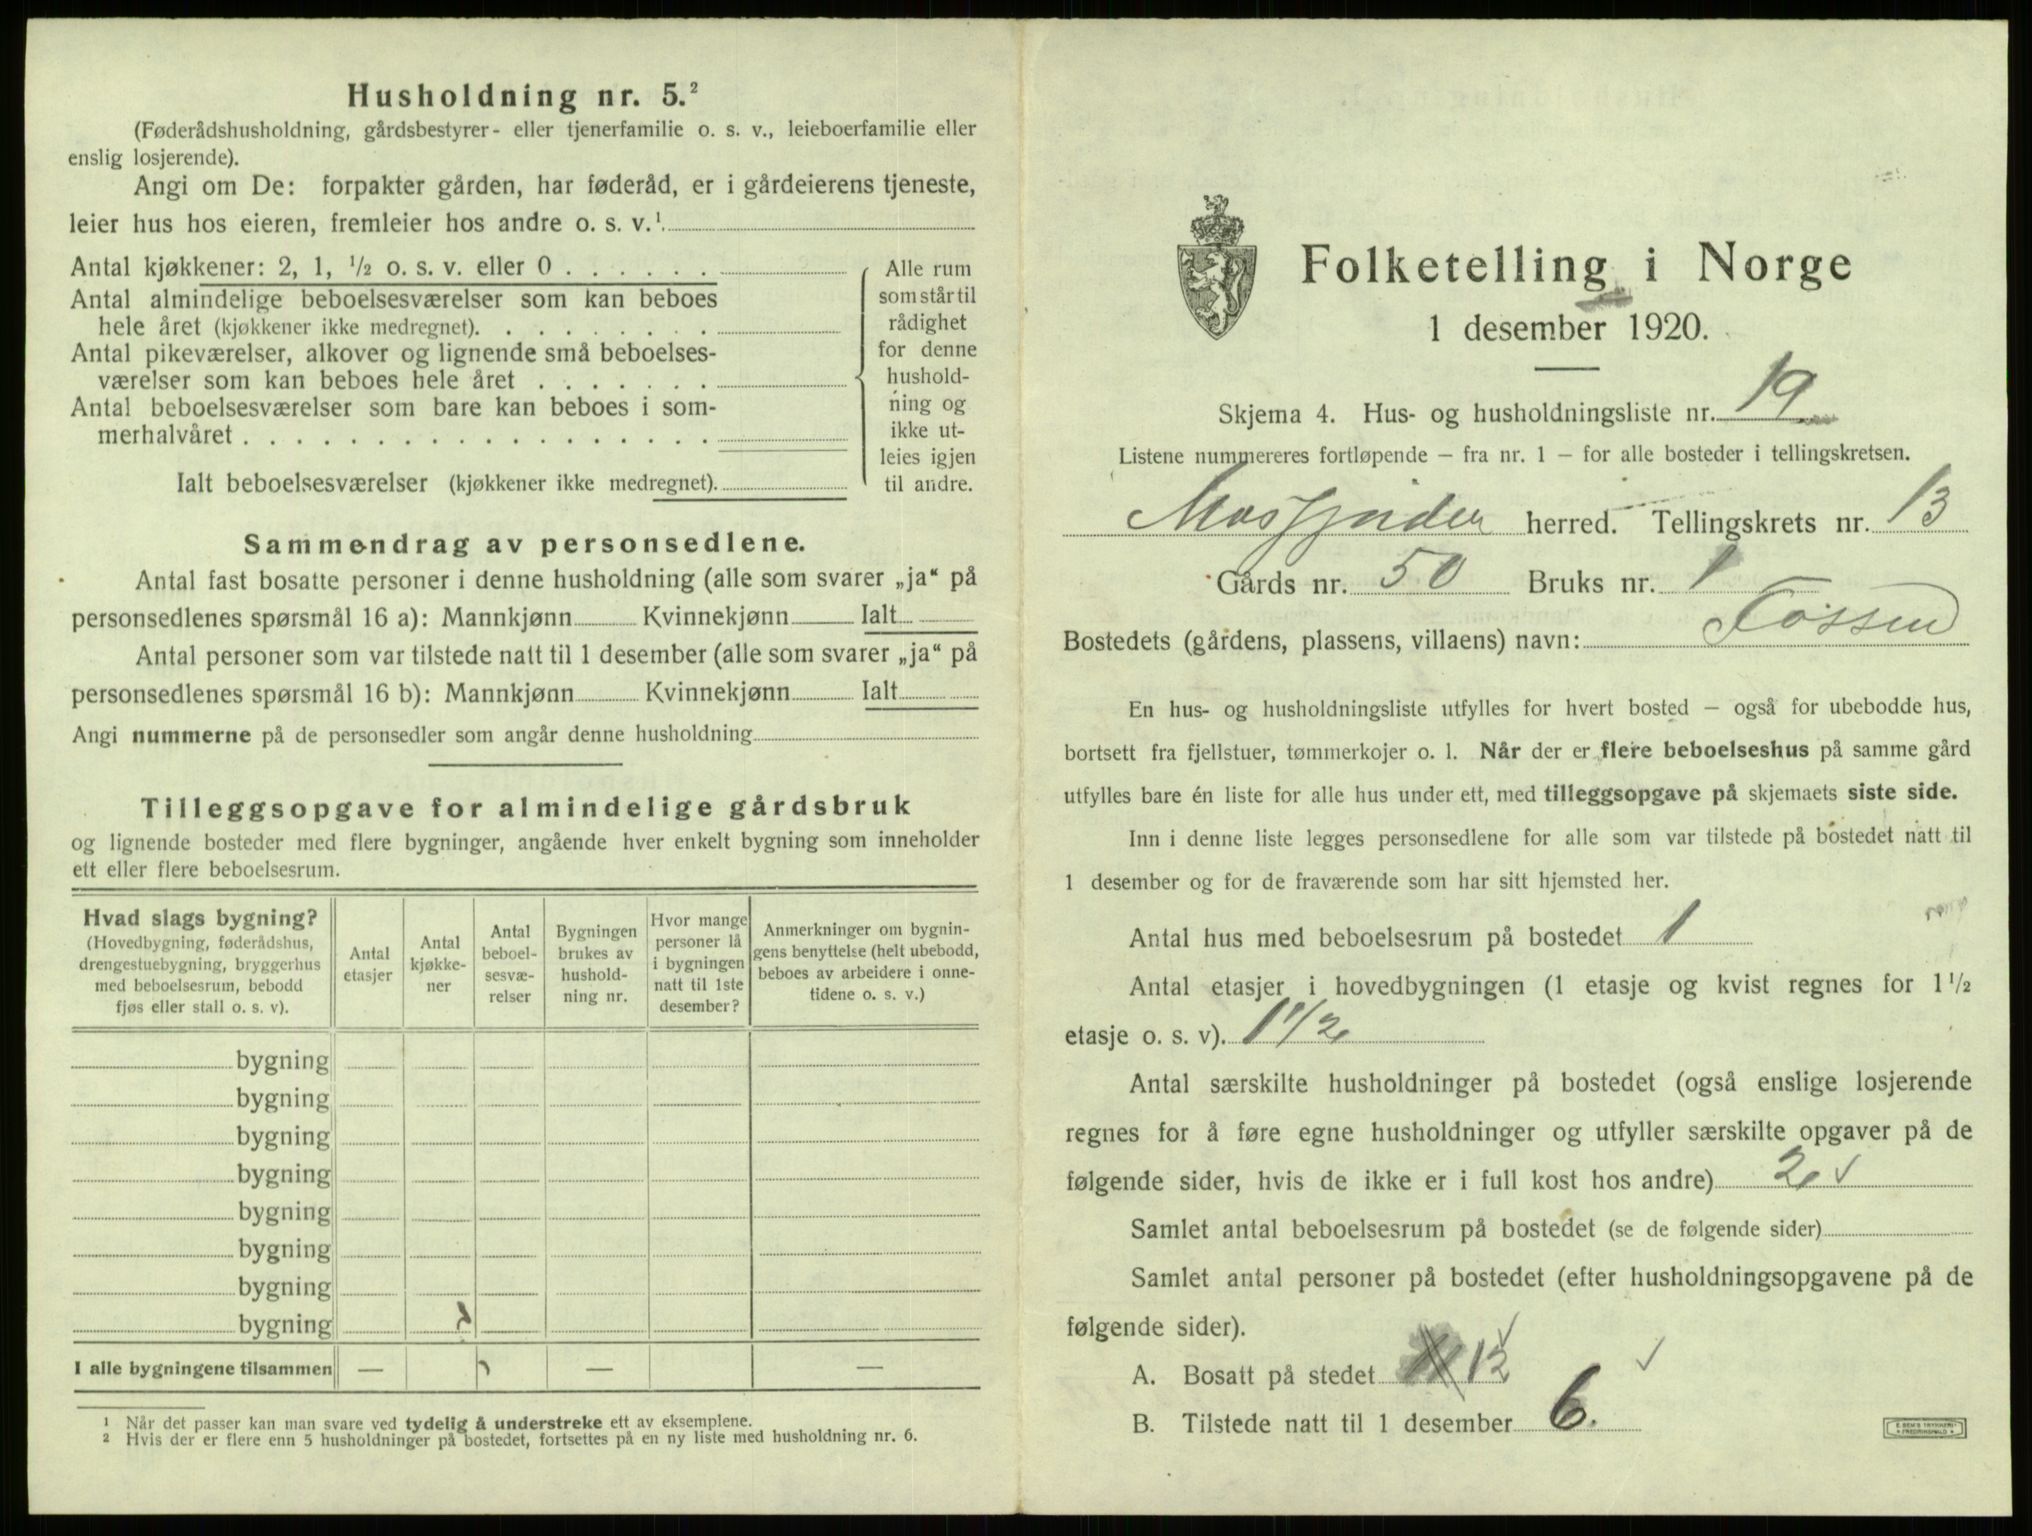 Husholdning nr. 5.²
(Føderådshusholdning, gårdsbestyrer- eller tjenerfamilie o. s. v., leieboerfamilie eller
enslig losjerende).
Angi om De: forpakter gården, har føderåd, er i gårdeierens tjeneste,
leier hus hos eieren, fremleier hos andre o. s. v.¹
Antal kjøkkener: 2, 1, ½ o. s. v. eller 0 . . . . . .
Antal almindelige beboelsesværelser som kan beboes
hele året (kjøkkener ikke medregnet). . . . . . . . .
Antal pikeværelser, alkover og lignende små beboelses-
værelser som kan beboes hele året . . . . . . .
Antal beboelsesværelser som bare kan beboes i som-
merhalvåret . . . . . . . . . . . . . . . . . .
Ialt beboelsesværelser (kjøkkener ikke medregnet).
Alle rum
som står til
rådighet
for denne
hushold-
ning og
ikke ut-
leies igjen
til andre.
Sammendrag av personsedlene.
Antal fast bosatte personer i denne husholdning (alle som svarer „ja“ på
personsedlenes spørsmål 16 a): Mannkjønn Kvinnekjønn Ialt
Antal personer som var tilstede natt til 1 desember (alle som svarer „ja“ på
personsedlenes spørsmål 16 b): Mannkjønn Kvinnekjønn Ialt
Angi nummerne på de personsedler som angår denne husholdning
Tilleggsopgave for almindelige gårdsbruk
og lignende bosteder med flere bygninger, angående hver enkelt bygning som inneholder
ett eller flere beboelsesrum.
Hvad slags bygning?
(Hovedbygning, føderådshus,
drengestuebygning, bryggerhus
med beboelsesrum, bebodd
fjøs eller stall o. s. v).
Antal
etasjer
Antal
kjøkke-
ner
Antal
beboel-
sesvæ-
relser
Bygningen
brukes av
hushold-
ning nr.
Hvor mange
personer lå
i bygningen
natt til 1ste
desember?
Anmerkninger om bygnin-
gens benyttelse (helt ubebodd,
beboes av arbeidere i onne-
tidene o. s. v.)
bygning
bygning
bygning
bygning
bygning
bygning
bygning
bygning
I alle bygningene tilsammen — — —
¹ Når det passer kan man svare ved tydelig å understreke ett av eksemplene.
² Hvis der er flere enn 5 husholdninger på bostedet, fortsettes på en ny liste med husholdning nr. 6.
Folketelling i Norge
1 desember 1920.
Skjema 4. Hus- og husholdningsliste nr. 19
Listene nummereres fortløpende – fra nr. 1 – for alle bosteder i tellingskretsen.
Masfjorden herred. Tellingskrets nr. 13
Gårds nr. 50 Bruks nr. 1
Bostedets (gårdens, plassens, villaens) navn: Fossen
En hus- og husholdningsliste utfylles for hvert bosted – også for ubebodde hus,
bortsett fra fjellstuer, tømmerkojer o. l. Når der er flere beboelseshus på samme gård
utfylles bare én liste for alle hus under ett, med tilleggsopgave på skjemaets siste side.
Inn i denne liste legges personsedlene for alle som var tilstede på bostedet natt til
1 desember og for de fraværende som har sitt hjemsted her.
Antal hus med beboelsesrum på bostedet 1
Antal etasjer i hovedbygningen (1 etasje og kvist regnes for 1½
etasje o. s. v). 1 1/2
Antal særskilte husholdninger på bostedet (også enslige losjerende
regnes for å føre egne husholdninger og utfyller særskilte opgaver på de
følgende sider, hvis de ikke er i full kost hos andre) 2 ✓
Samlet antal beboelsesrum på bostedet (se de følgende sider)
Samlet antal personer på bostedet (efter husholdningsopgavene på de
følgende sider).
A. Bosatt på stedet 12 ✓
B. Tilstede natt til 1 desember 6. ✓